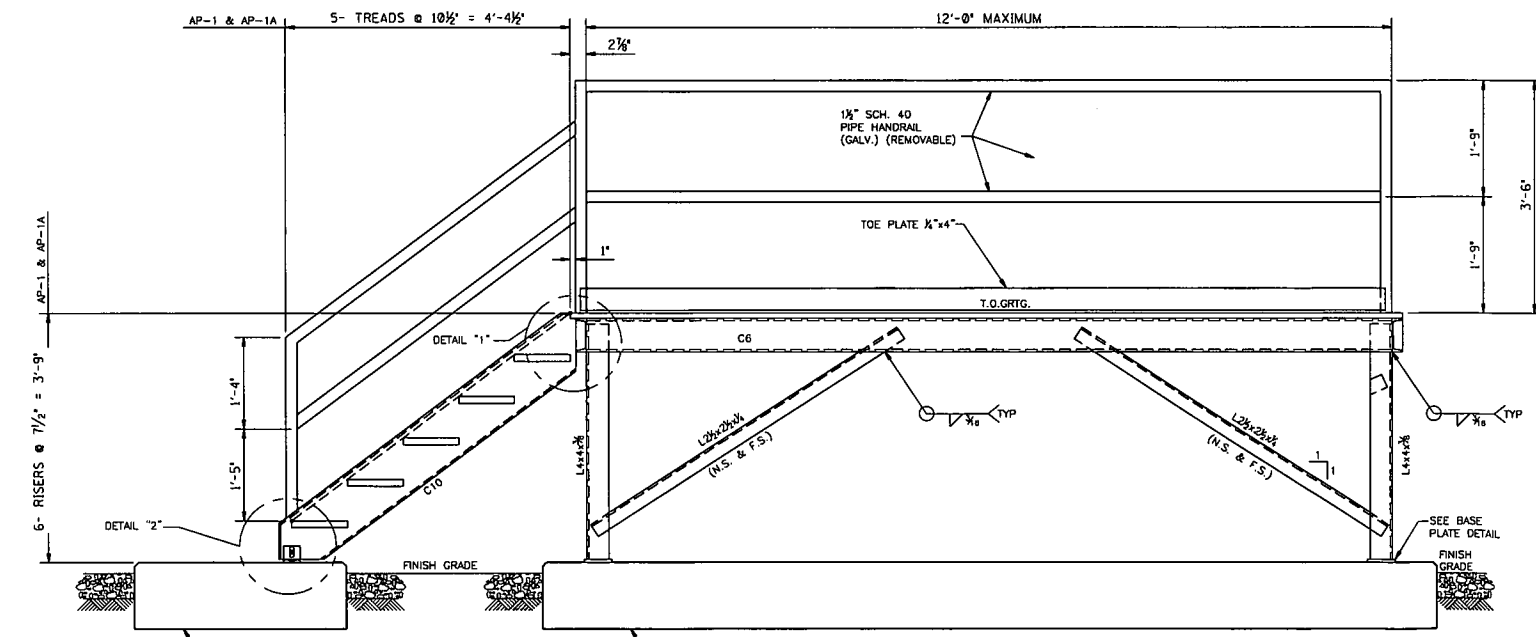 AP-1 & AP-1A
5- TREADS @ 10½" = 4'-4½"
12'-0" MAXIMUM
2⅞"
1½" SCH. 40
PIPE HANDRAIL
(GALV.) (REMOVABLE)
1'-9"
3'-6"
AP-1 & AP-1A
TOE PLATE ¼"x4"
1"
1'-9"
T.O.GRTG.
DETAIL "1"
C6
6- RISERS @ 7½" = 3'-9"
1'-4"
TYP
TYP
L2½x2½x¼
(N.S. & F.S.)
L2½x2½x¼
(N.S. & F.S.)
1
1
L4x4x⅜
L4x4x⅜
C10
1'-5"
DETAIL "2"
SEE BASE
PLATE DETAIL
FINISH GRADE
FINISH
GRADE